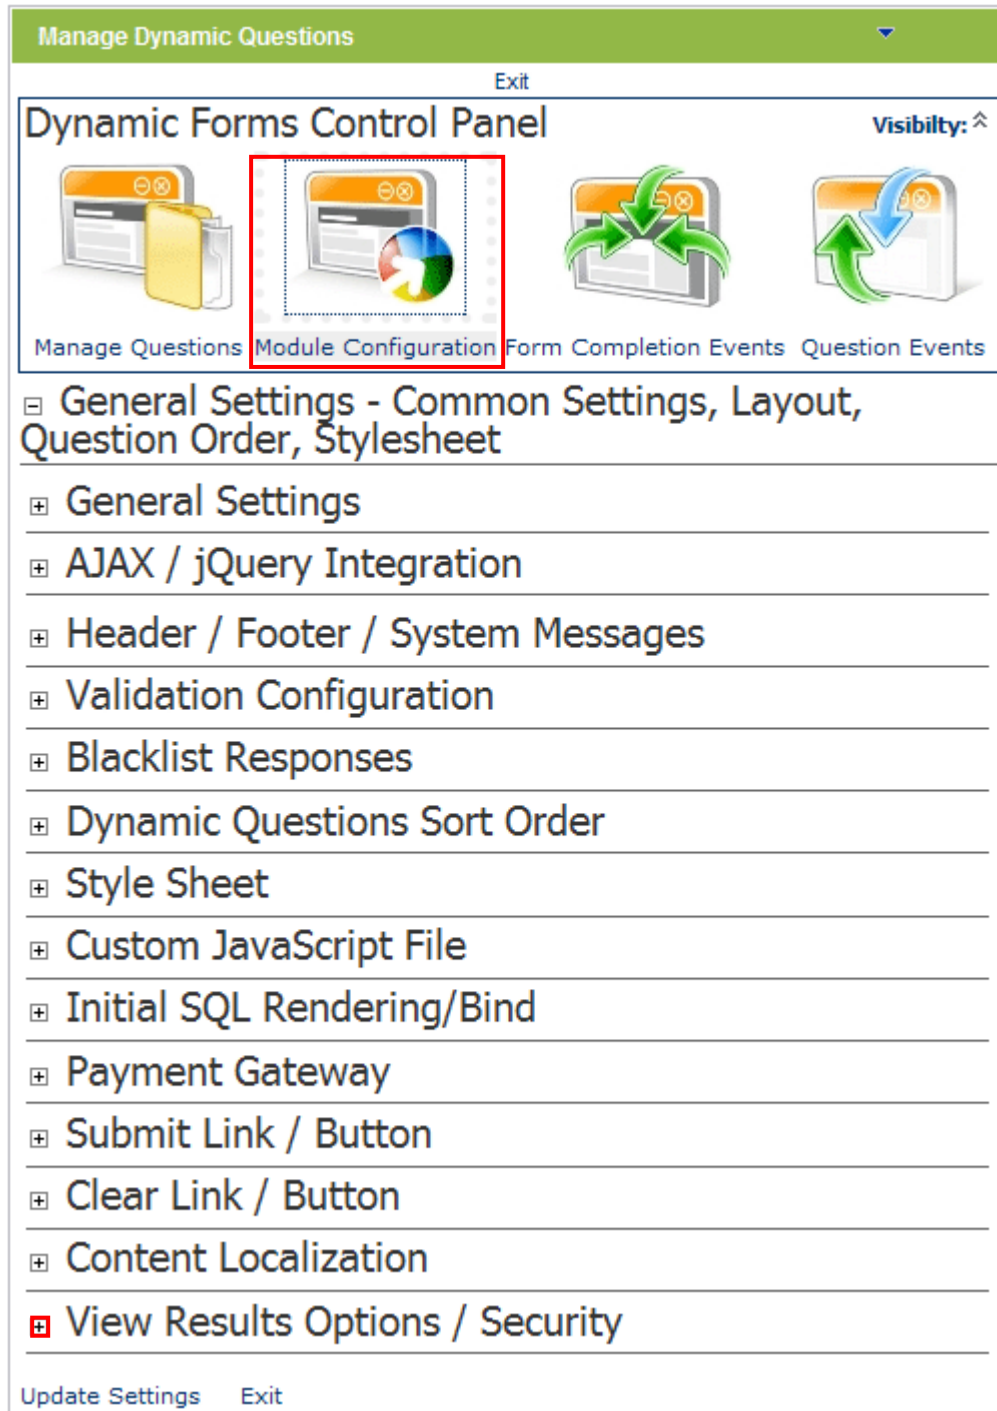 Manage Dynamic Questions
Exit
Dynamic Forms Control Panel
Visibilty:
Manage Questions Module Configuration Form Completion Events Question Events
General Settings - Common Settings, Layout,
Question Order, Stylesheet
General Settings
AJAX / jQuery Integration
Header / Footer / System Messages
Validation Configuration
Blacklist Responses
Dynamic Questions Sort Order
Style Sheet
Custom JavaScript File
Initial SQL Rendering/Bind
Payment Gateway
Submit Link / Button
Clear Link / Button
Content Localization
View Results Options / Security
Update Settings Exit